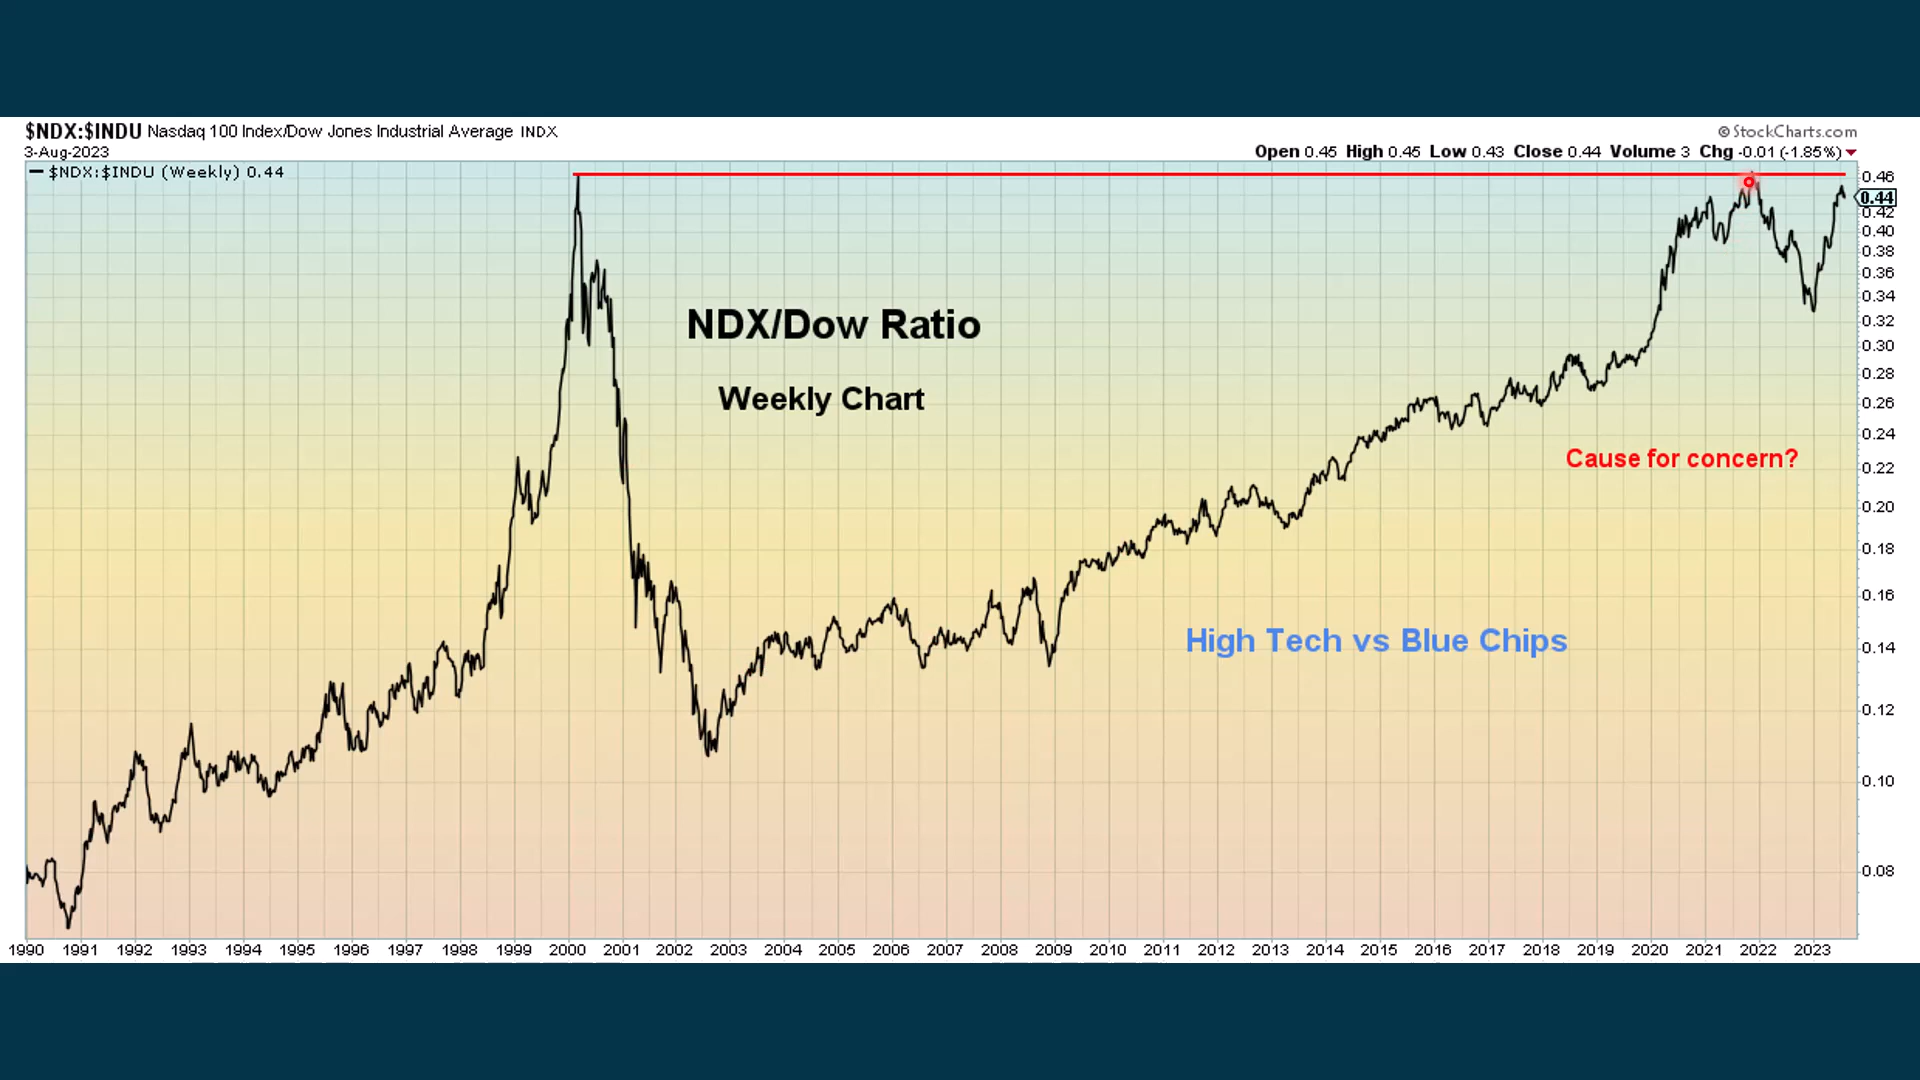 $NDX:$INDU Nasdaq 100 Index/Dow Jones Industrial Average INDX
© StockCharts.com
3-Aug-2023
Open 0.45 High 0.45 Low 0.43 Close 0.44 Volume 3 Chg -0.01 (-1.85%)
$NDX:$INDU (Weekly) 0.44
0.46
0.44
0.42
0.40
0.38
0.36
0.34
0.32
0.30
0.28
0.26
0.24
0.22
0.20
0.18
0.16
0.14
0.12
0.10
0.08
NDX/Dow Ratio
Weekly Chart
Cause for concern?
High Tech vs Blue Chips
1990 1991 1992 1993 1994 1995 1996 1997 1998 1999 2000 2001 2002 2003 2004 2005 2006 2007 2008 2009 2010 2011 2012 2013 2014 2015 2016 2017 2018 2019 2020 2021 2022 2023